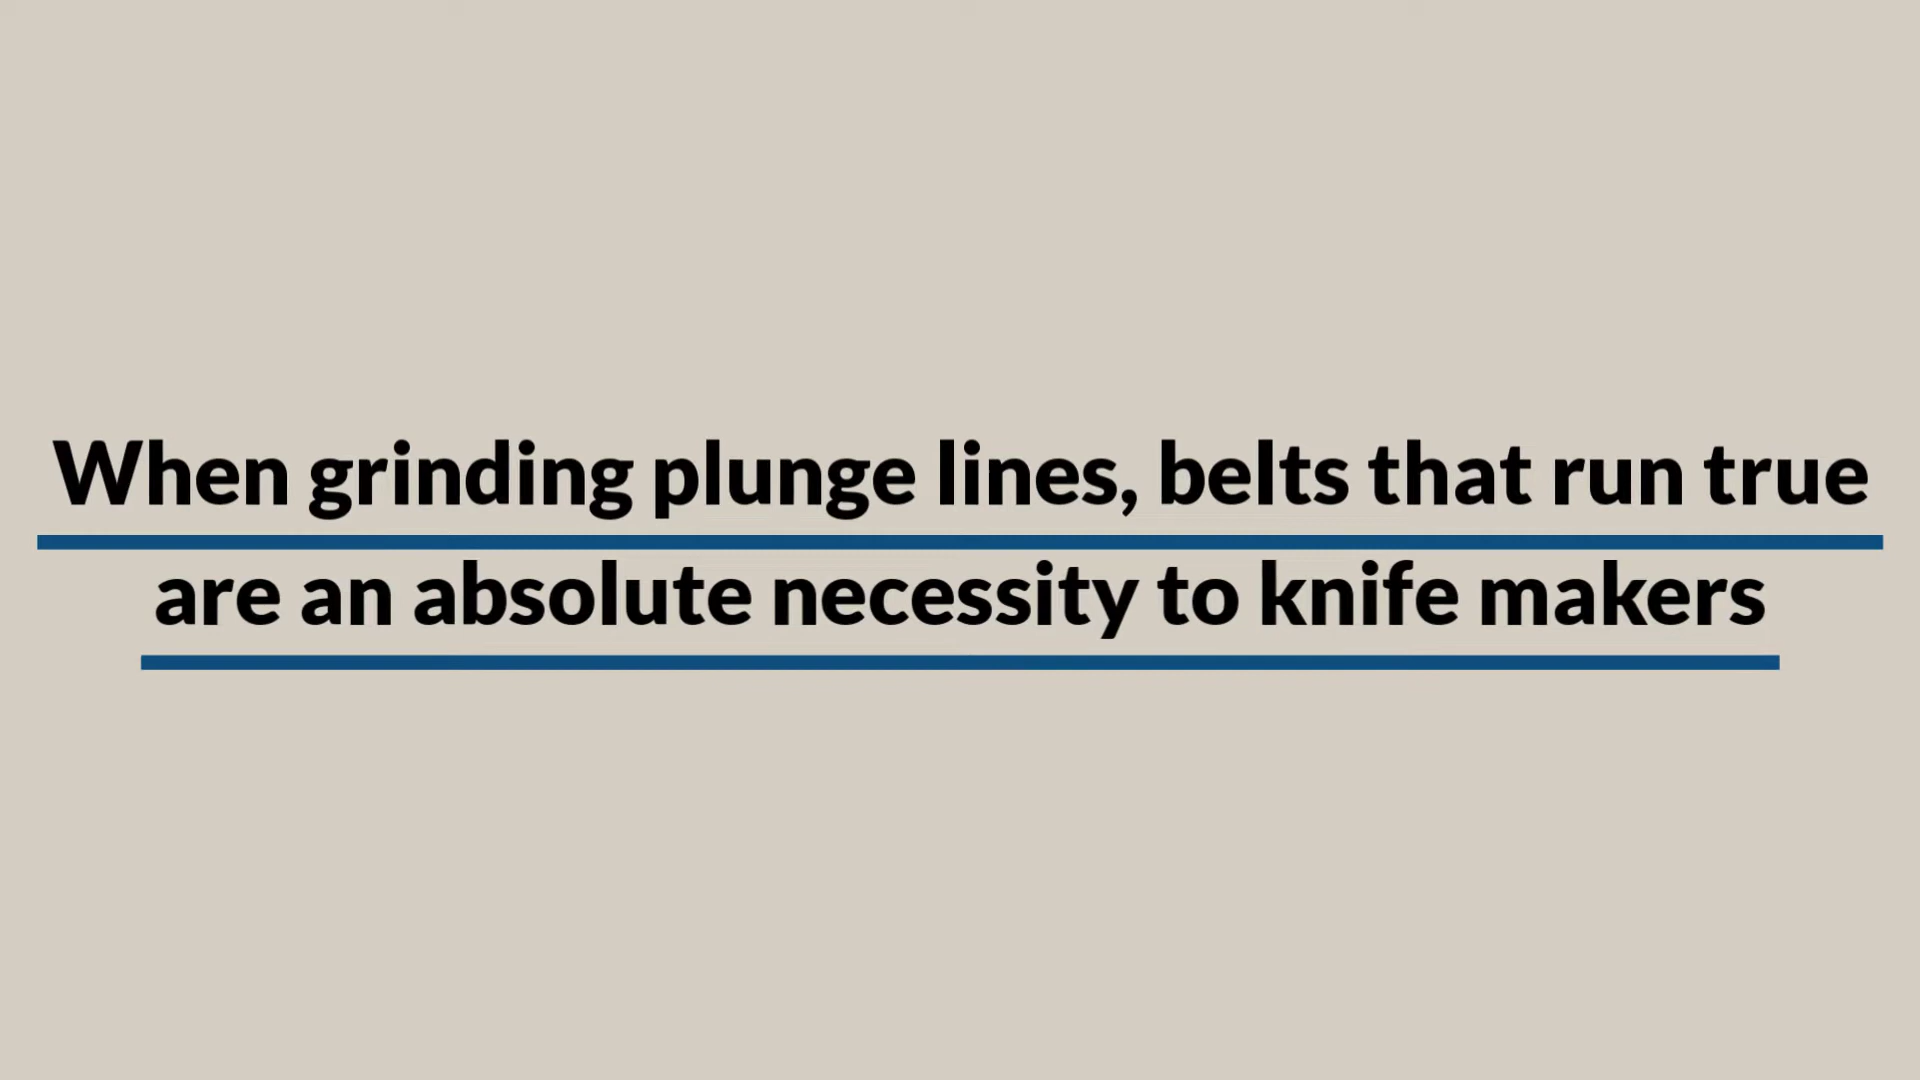 When grinding plunge lines, belts that run true
are an absolute necessity to knife makers